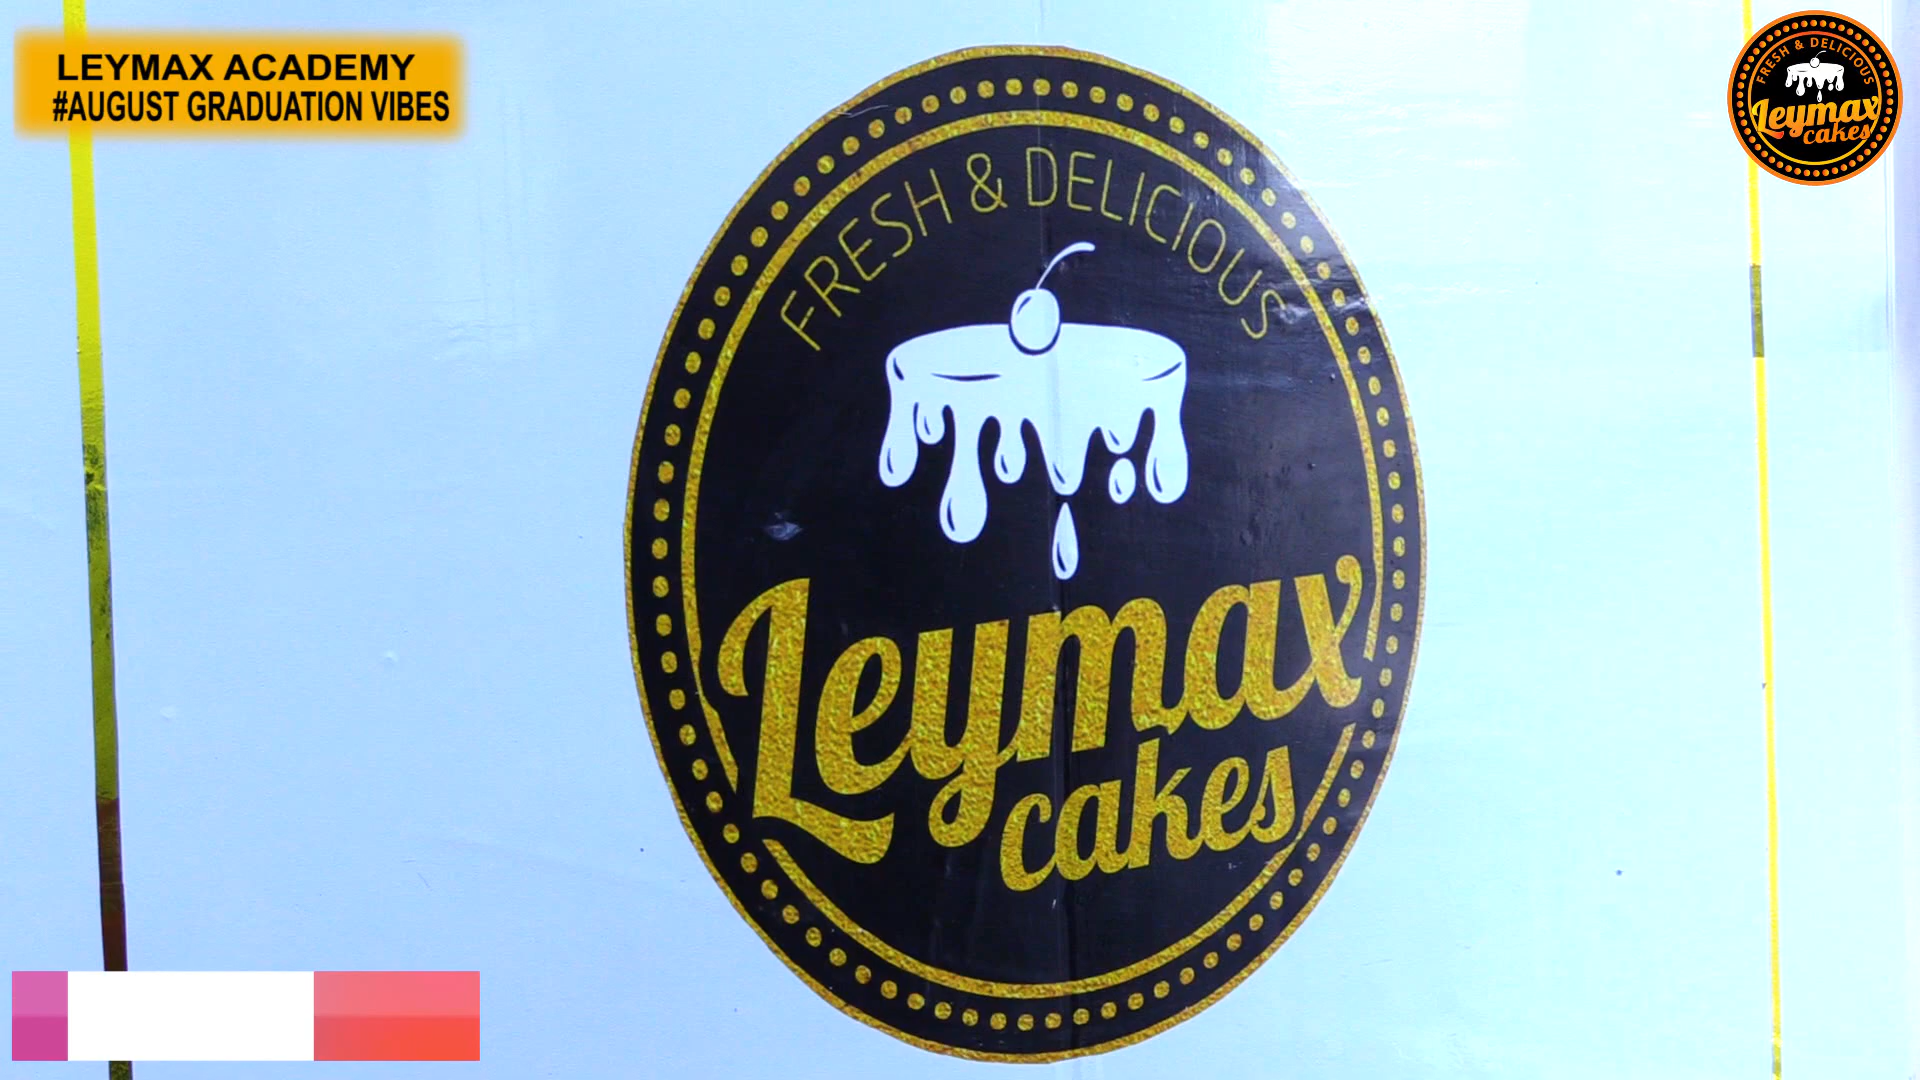 LEYMAX ACADEMY
#AUGUST GRADUATION VIBES
FRESH & DELICIOUS
Leymax
cakes
FRESH & DELICIOUS
Leymax
cakes